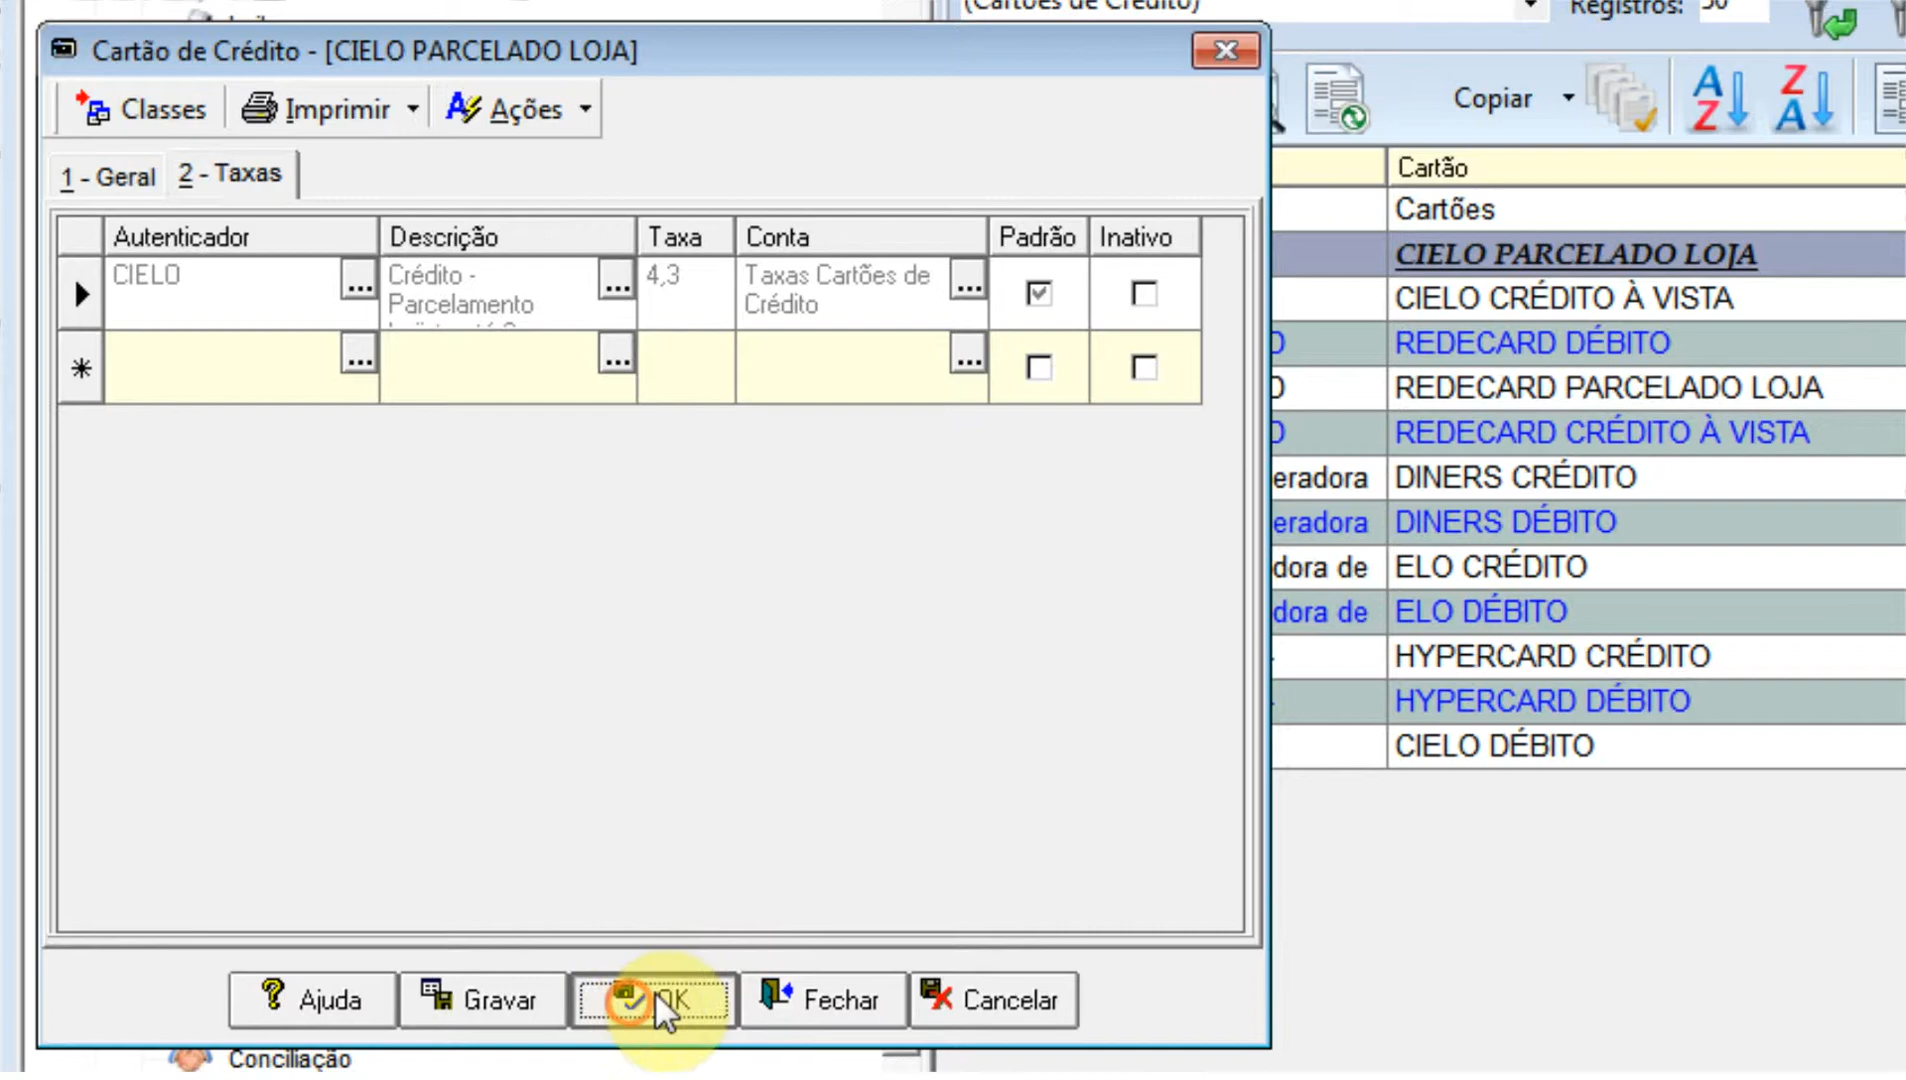 (Cartões de Crédito)
Registros: 50
Cartão de Crédito - [CIELO PARCELADO LOJA]
Classes
Imprimir
Ações
Copiar
1 - Geral
2 - Taxas
Autenticador
Descrição
Taxa
Conta
Padrão
Inativo
CIELO
...
Crédito -
Parcelamento
...
4,3
Taxas Cartões de
Crédito
...
...
...
...
Cartão
Cartões
CIELO PARCELADO LOJA
CIELO CRÉDITO À VISTA
REDECARD DÉBITO
REDECARD PARCELADO LOJA
REDECARD CRÉDITO À VISTA
eradora DINERS CRÉDITO
eradora DINERS DÉBITO
dora de ELO CRÉDITO
dora de ELO DÉBITO
HYPERCARD CRÉDITO
HYPERCARD DÉBITO
CIELO DÉBITO
Ajuda
Gravar
OK
Fechar
Cancelar
Conciliação